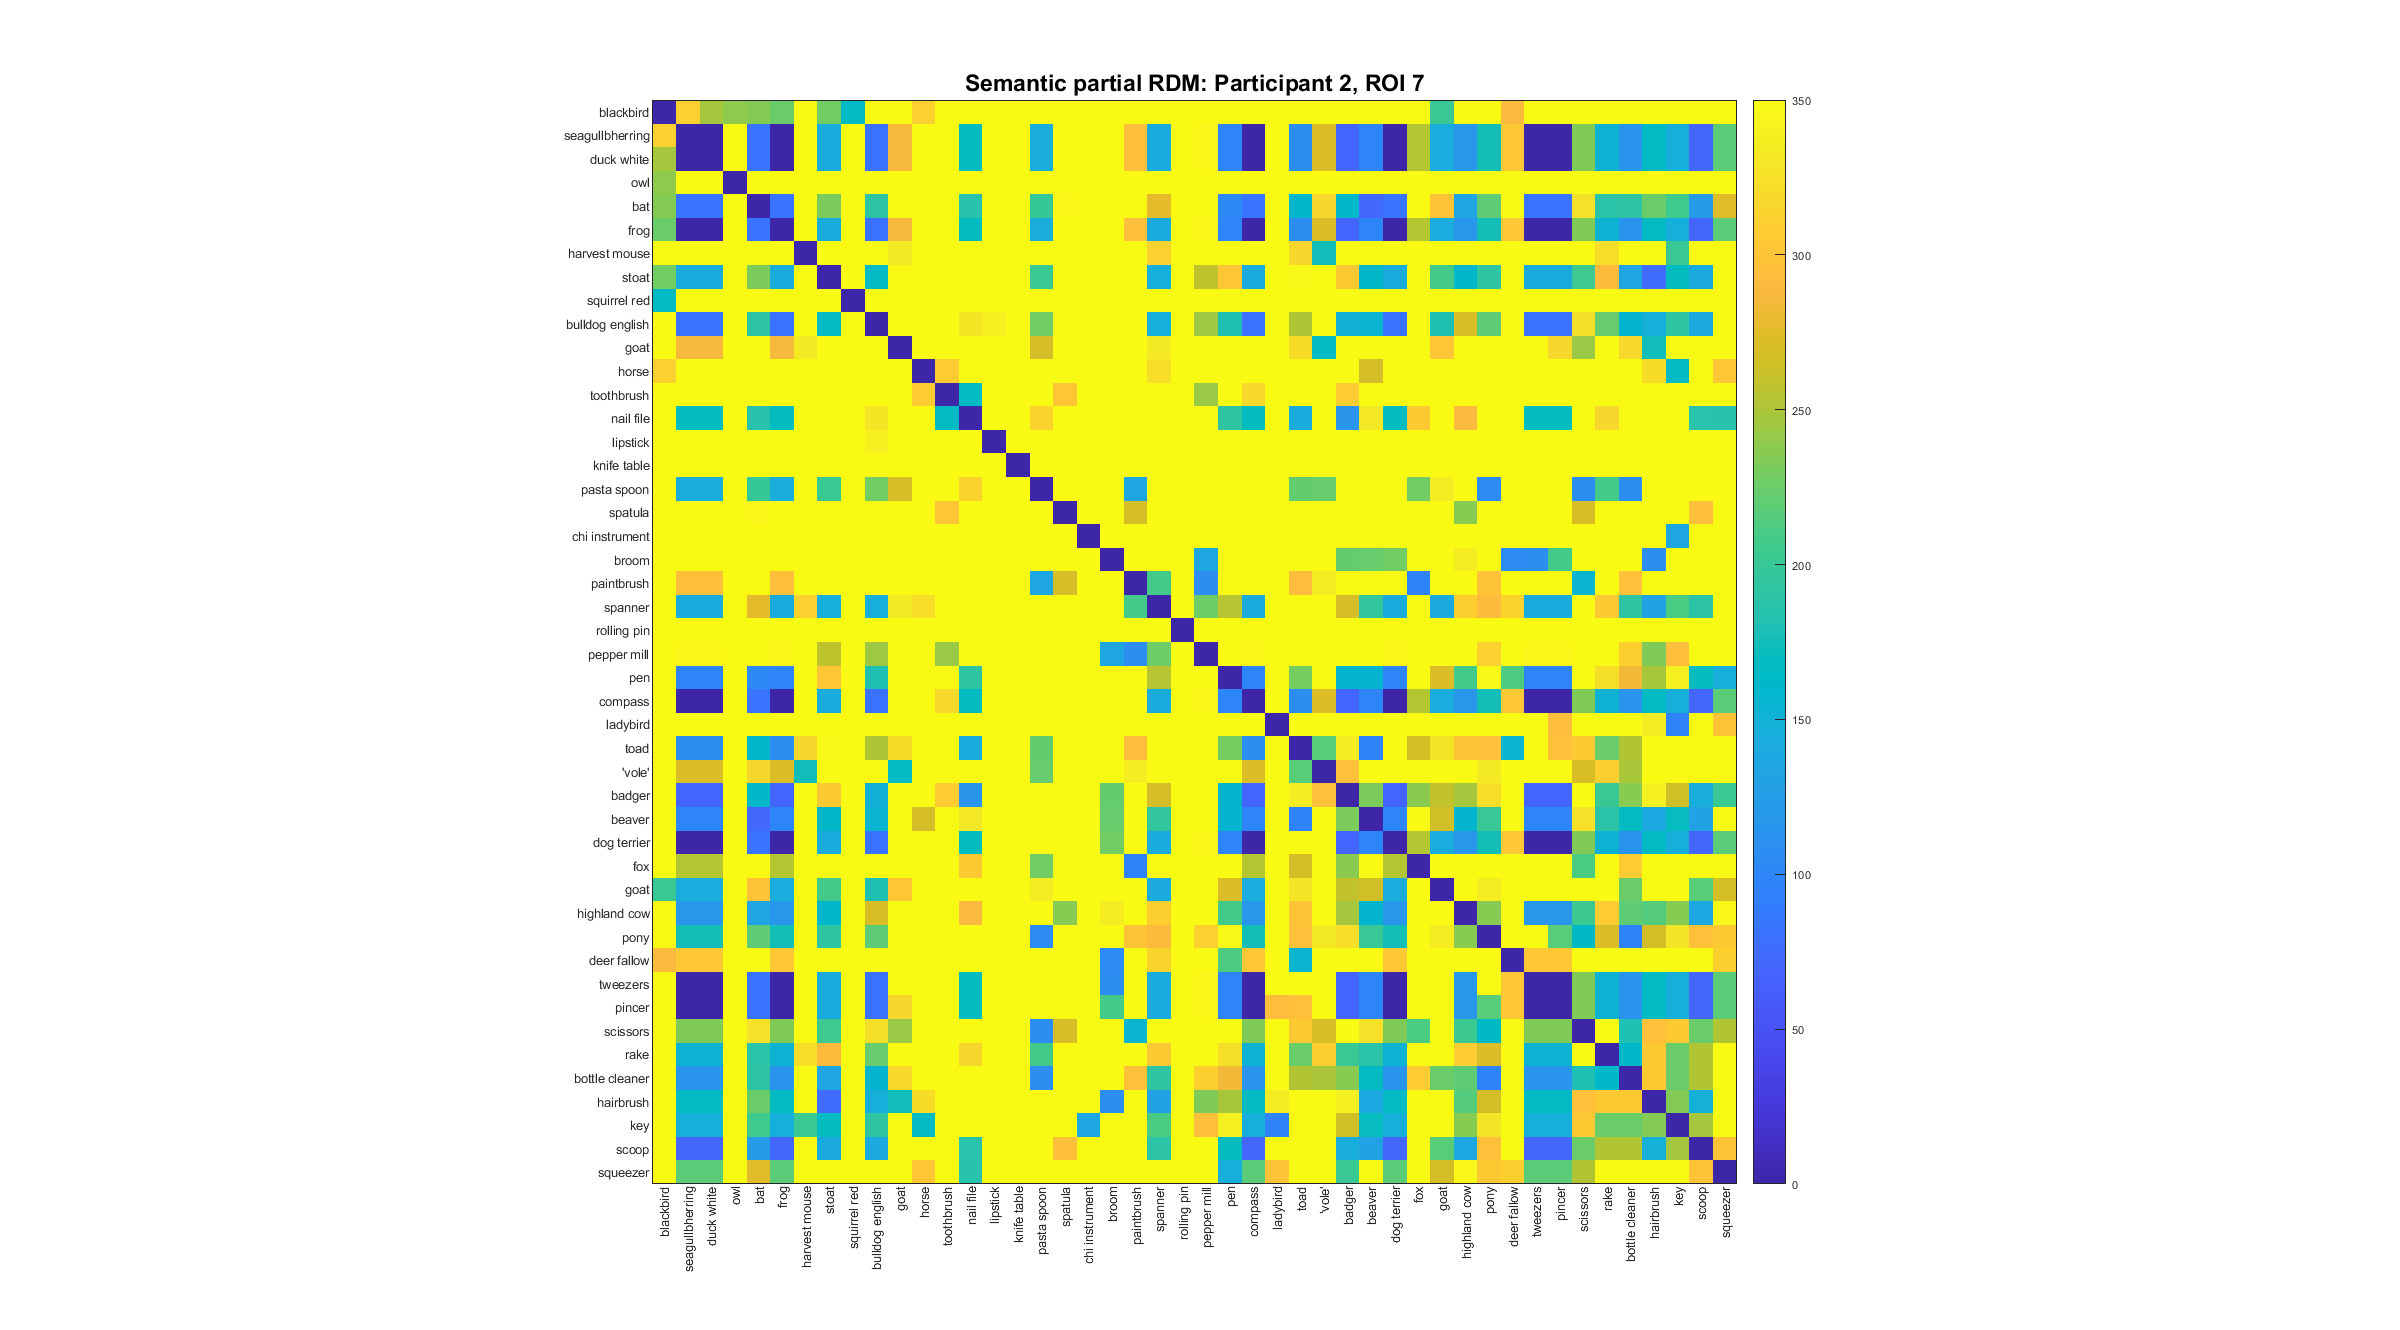 Semantic partial RDM: Participant 2, ROI 7
blackbird
seagullbherring
duck white
owl
bat
frog
harvest mouse
stoat
squirrel red
bulldog english
goat
horse
toothbrush
nail file
lipstick
knife table
pasta spoon
spatula
chi instrument
broom
paintbrush
spanner
rolling pin
pepper mill
pen
compass
ladybird
toad
'vole'
badger
beaver
dog terrier
fox
goat
highland cow
pony
deer fallow
tweezers
pincer
scissors
rake
bottle cleaner
hairbrush
key
scoop
squeezer
350
300
250
200
150
100
50
0
blackbird
seagullbherring
duck white
owl
bat
frog
harvest mouse
stoat
squirrel red
bulldog english
goat
horse
toothbrush
nail file
lipstick
knife table
pasta spoon
spatula
chi instrument
broom
paintbrush
spanner
rolling pin
pepper mill
pen
compass
ladybird
toad
'vole'
badger
beaver
dog terrier
fox
goat
highland cow
pony
deer fallow
tweezers
pincer
scissors
rake
bottle cleaner
hairbrush
key
scoop
squeezer